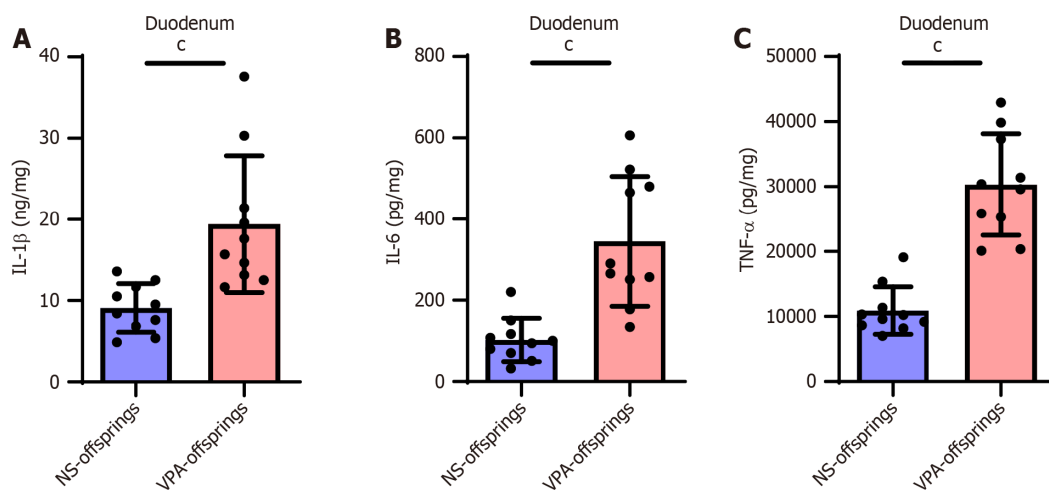 A
Duodenum
c
IL-1β (ng/mg)
40
30
20
10
0
NS-offsprings
VPA-offsprings
B
Duodenum
c
IL-6 (pg/mg)
800
600
400
200
0
NS-offsprings
VPA-offsprings
C
Duodenum
c
TNF-α (pg/mg)
50000
40000
30000
20000
10000
0
NS-offsprings
VPA-offsprings